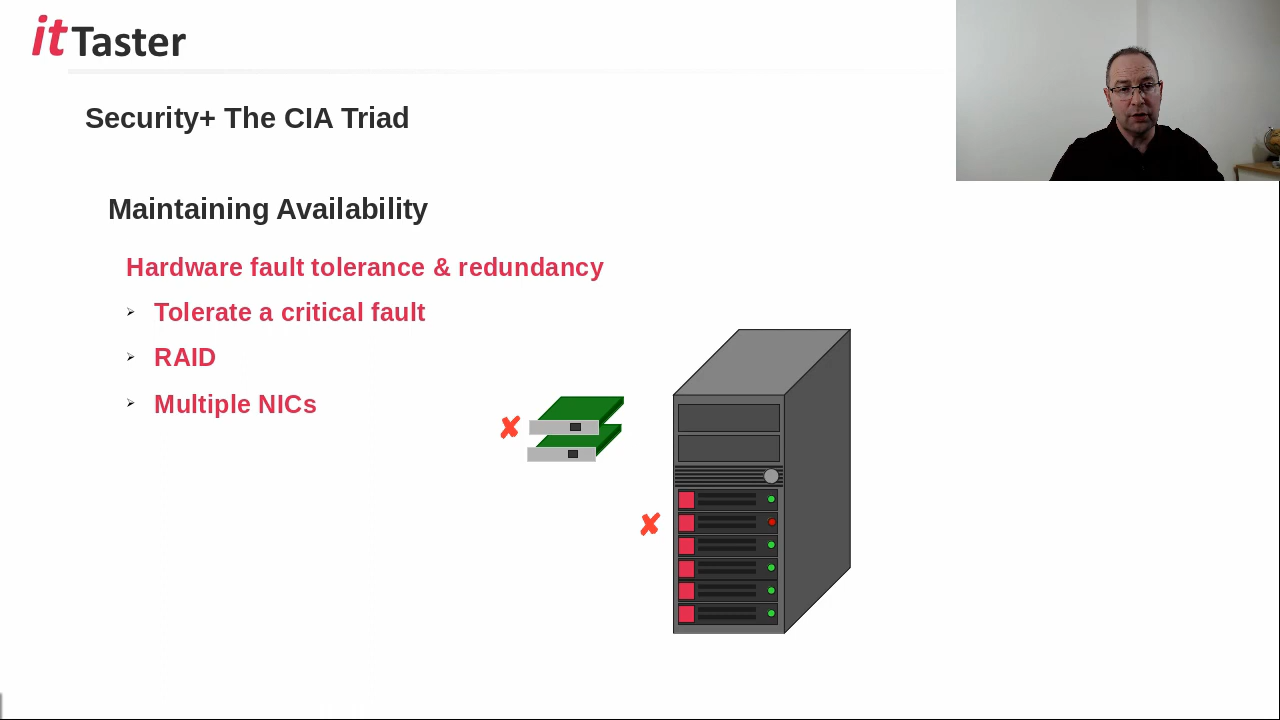 itTaster
Security+ The CIA Triad
Maintaining Availability
Hardware fault tolerance & redundancy
Tolerate a critical fault
RAID
Multiple NICs